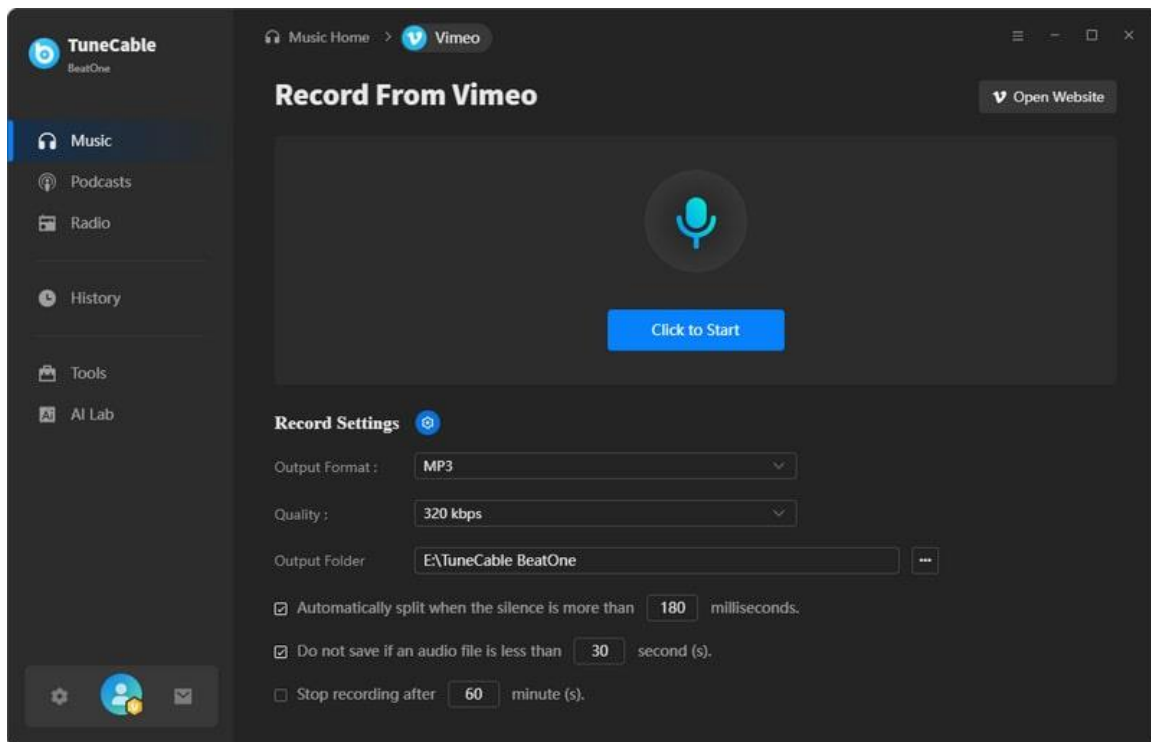 TuneCable
BeatOne
Music
Podcasts
Radio
History
Tools
AI Lab
Music Home > Vimeo
Record From Vimeo
Open Website
Click to Start
Record Settings
Output Format : MP3
Quality : 320 kbps
Output Folder E:\TuneCable BeatOne
Automatically split when the silence is more than 180 milliseconds.
Do not save if an audio file is less than 30 second (s).
Stop recording after 60 minute (s).